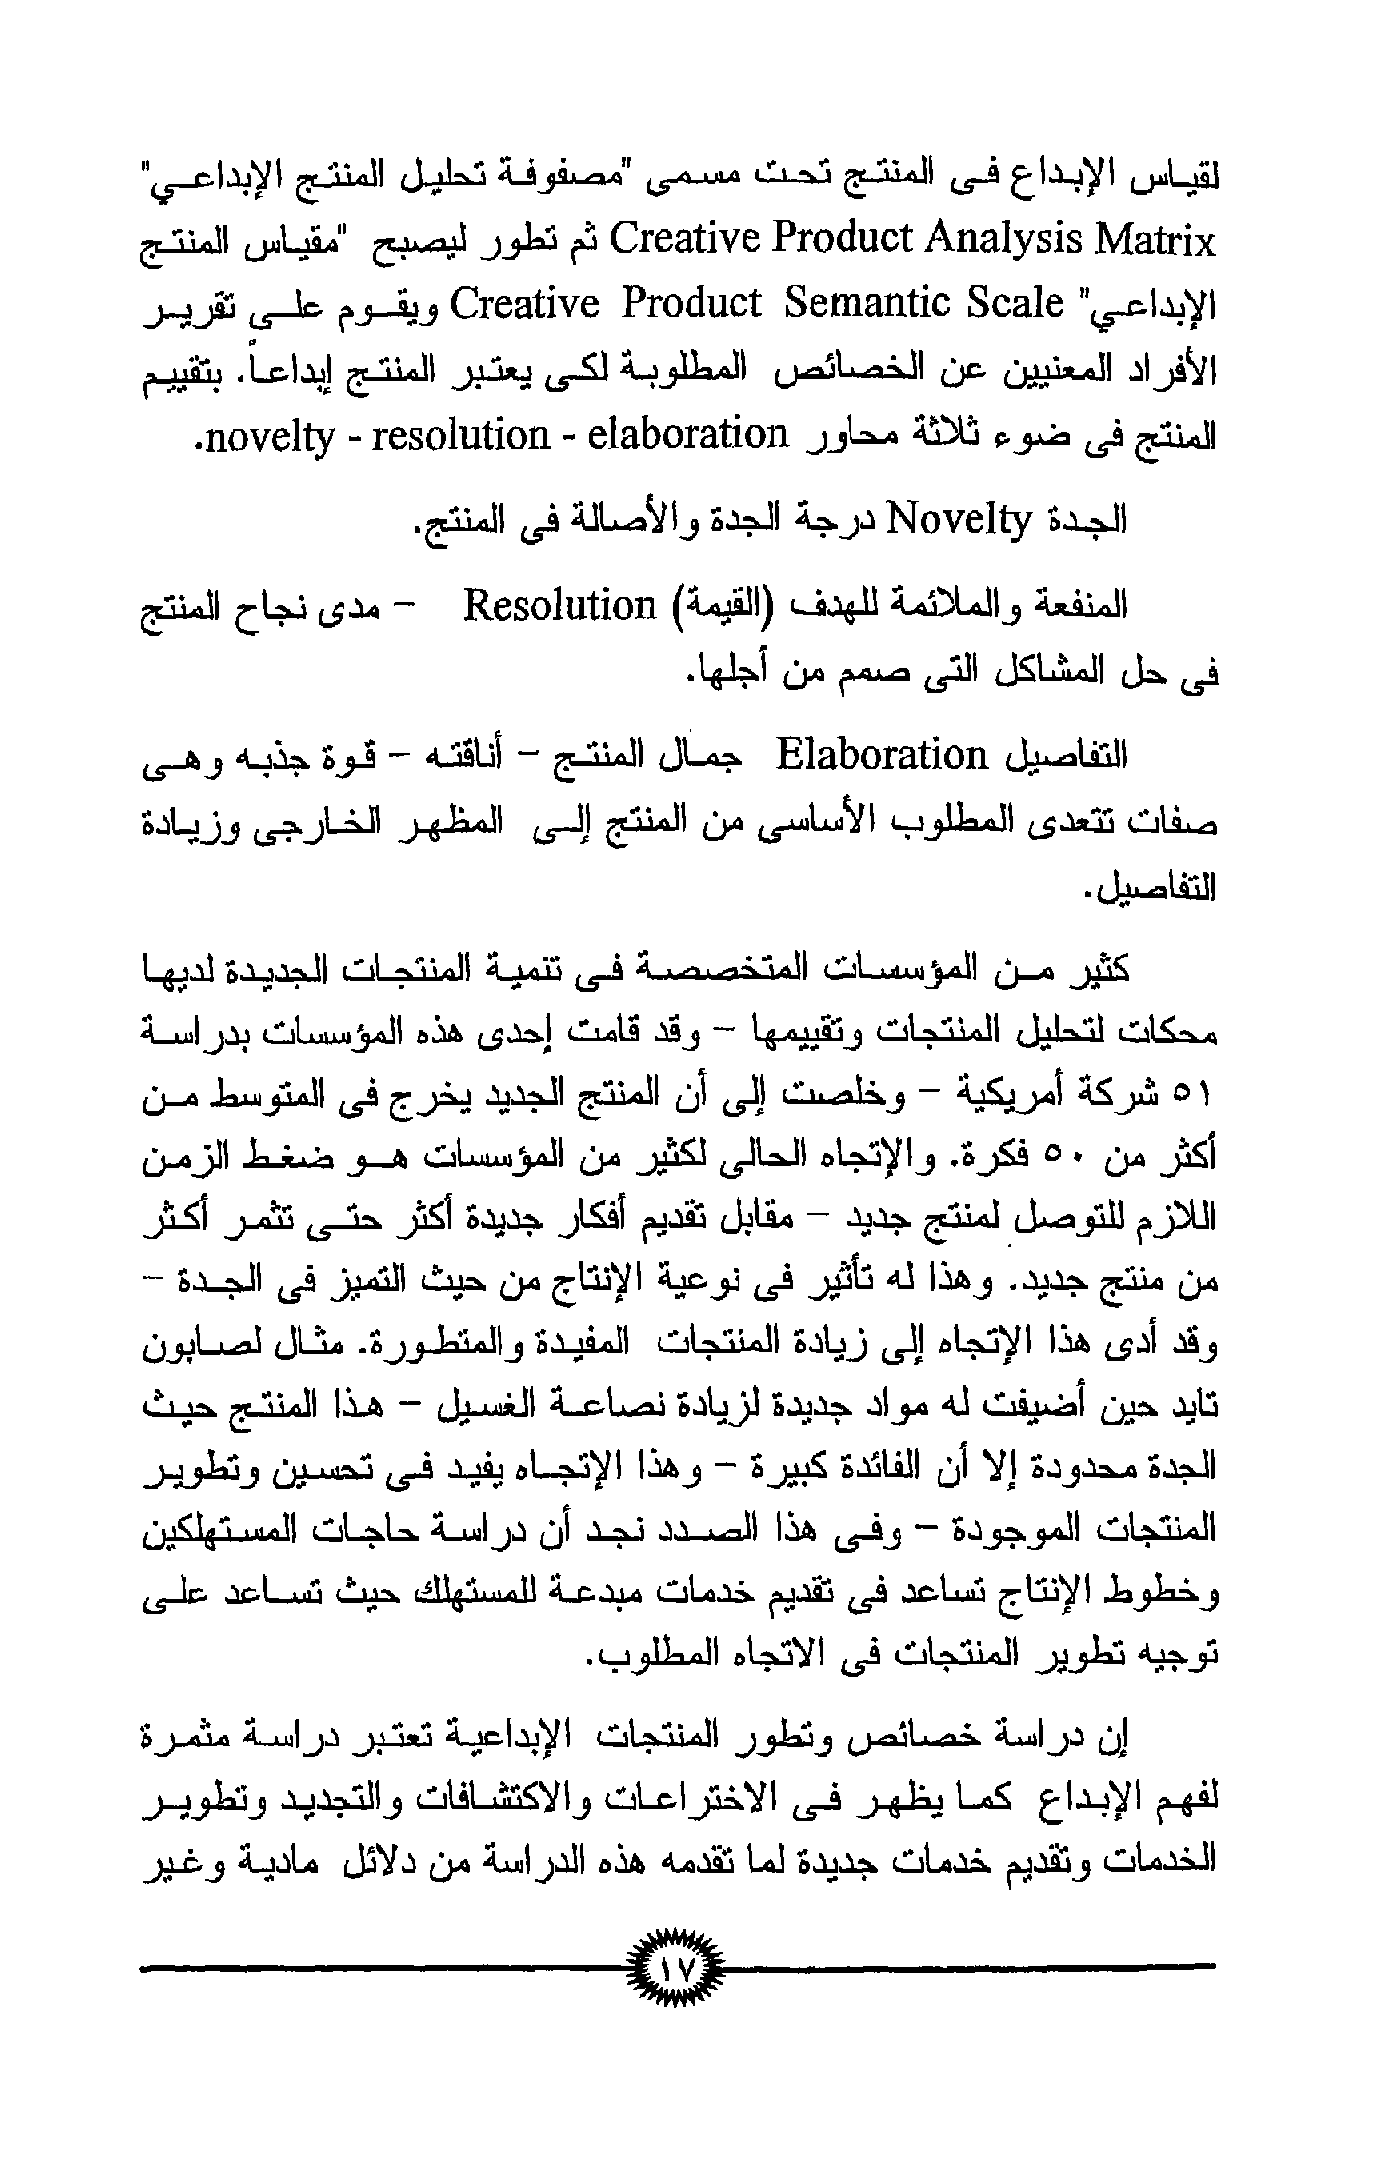 لقياس الإبداع فى المنتج تحت مسمي "مصفوفة تحليل المنتج الإبداعي"
Creative Product Analysis Matrix ثم تطور ليصبح "مقياس المنتج
الإبداعي" Creative Product Semantic Scale ويقوم على تقرير
الأفراد المعنيين عن الخصائص المطلوبة لكى يعتبر المنتج إبداعاً. بتقييم
المنتج فى ضوء ثلاثة محاور novelty - resolution - elaboration.
الجدة Novelty درجة الجدة والأصالة فى المنتج.
المنفعة والملائمة للهدف (القيمة) Resolution – مدى نجاح المنتج
فى حل المشاكل التى صمم من أجلها.
التفاصيل Elaboration جمال المنتج – أناقته – قوة جذبه وهى
صفات تتعدى المطلوب الأساسى من المنتج إلى المظهر الخارجى وزيادة
التفاصيل.
كثير من المؤسسات المتخصصة فى تنمية المنتجات الجديدة لديها
محكات لتحليل المنتجات وتقييمها – وقد قامت إحدى هذه المؤسسات بدراسة
٥١ شركة أمريكية – وخلصت إلى أن المنتج الجديد يخرج فى المتوسط من
أكثر من ٥٠ فكرة. والإتجاه الحالى لكثير من المؤسسات هو ضغط الزمن
اللازم للتوصل لمنتج جديد – مقابل تقديم أفكار جديدة أكثر حتى تثمر أكثر
من منتج جديد. وهذا له تأثير فى نوعية الإنتاج من حيث التميز فى الجدة –
وقد أدى هذا الإتجاه إلى زيادة المنتجات المفيدة والمتطورة. مثال لصابون
تايد حين أضيفت له مواد جديدة لزيادة نصاعة الغسيل – هذا المنتج حيث
الجدة محدودة إلا أن الفائدة كبيرة – وهذا الإتجاه يفيد فى تحسين وتطوير
المنتجات الموجودة – وفى هذا الصدد نجد أن دراسة حاجات المستهلكين
وخطوط الإنتاج تساعد فى تقديم خدمات مبدعة للمستهلك حيث تساعد على
توجيه تطوير المنتجات فى الاتجاه المطلوب.
إن دراسة خصائص وتطور المنتجات الإبداعية تعتبر دراسة مثمرة
لفهم الإبداع كما يظهر فى الاختراعات والاكتشافات والتجديد وتطوير
الخدمات وتقديم خدمات جديدة لما تقدمه هذه الدراسة من دلائل مادية وغير
١٧